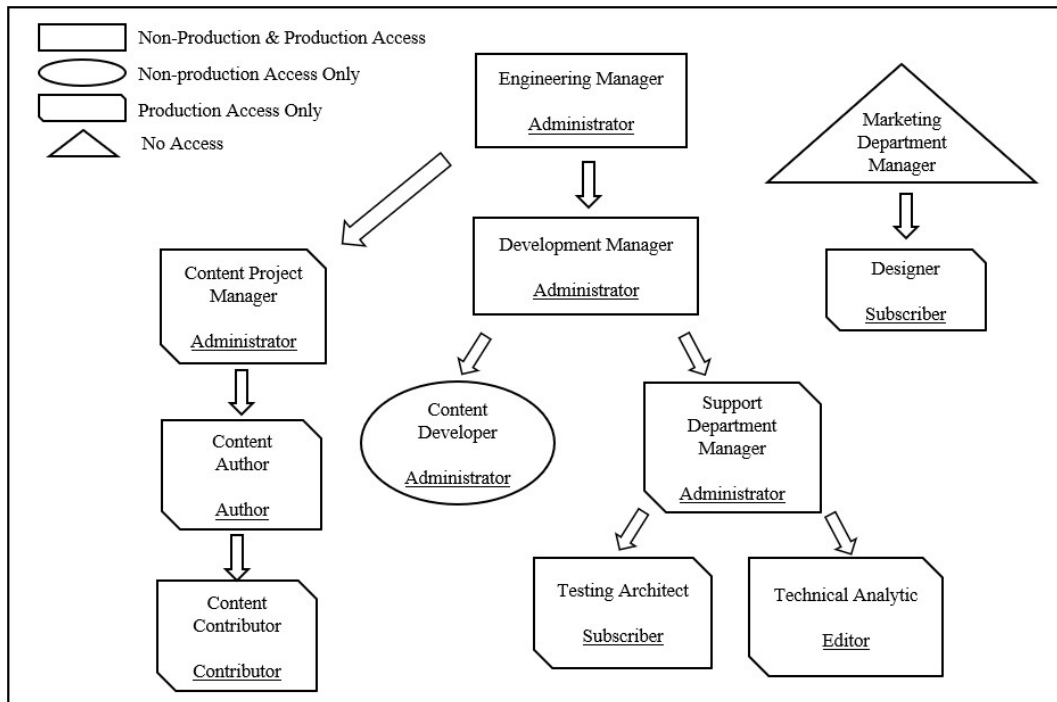 Non-Production & Production Access
Non-production Access Only
Production Access Only
No Access
Engineering Manager
Administrator
Marketing
Department
Manager
Content Project
Manager
Administrator
Development Manager
Administrator
Designer
Subscriber
Content
Author
Author
Content
Developer
Administrator
Support
Department
Manager
Administrator
Content
Contributor
Contributor
Testing Architect
Subscriber
Technical Analytic
Editor